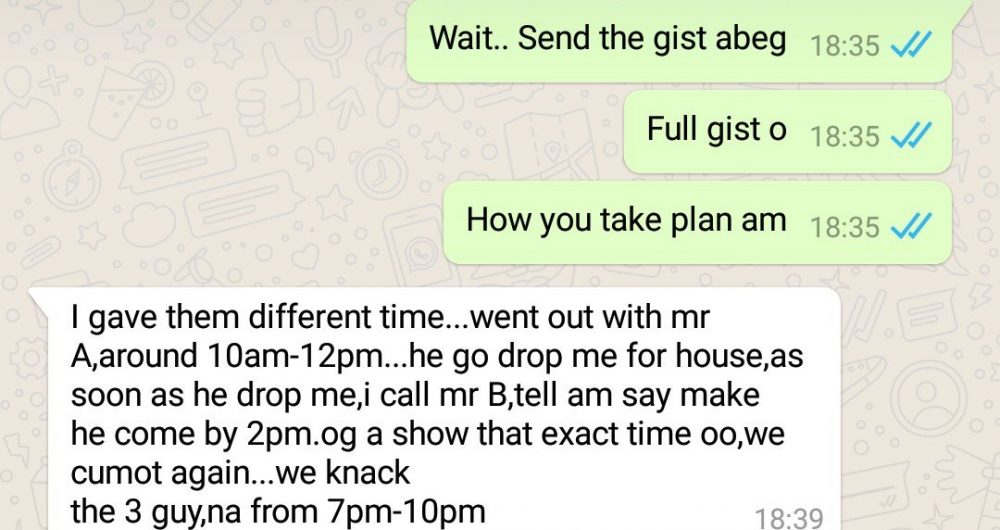 Wait.. Send the gist abeg 18:35
Full gist o 18:35
How you take plan am 18:35
I gave them different time...went out with mr
A,around 10am-12pm...he go drop me for house,as
soon as he drop me,i call mr B,tell am say make
he come by 2pm.og a show that exact time oo,we
cumot again...we knack
the 3 guy,na from 7pm-10pm
18:39